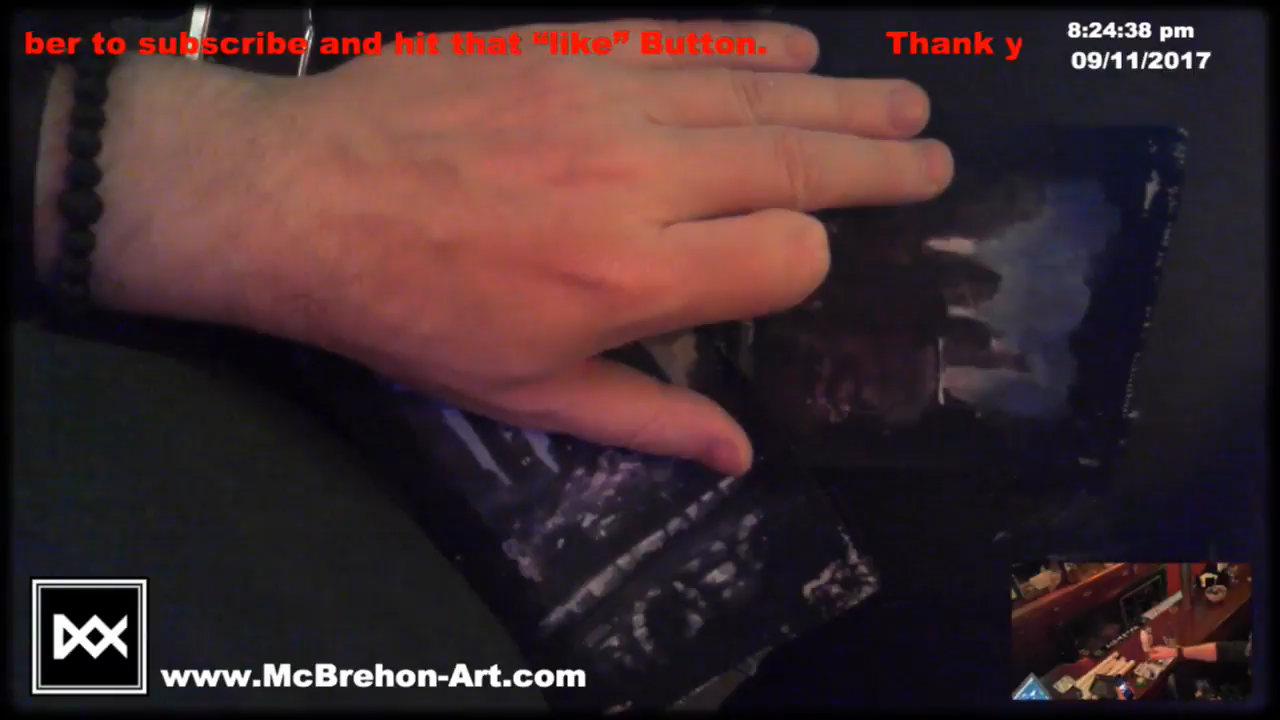 ber to subscribe and hit that “like” Button. Thank y
8:24:38 pm
09/11/2017
www.McBrehon-Art.com